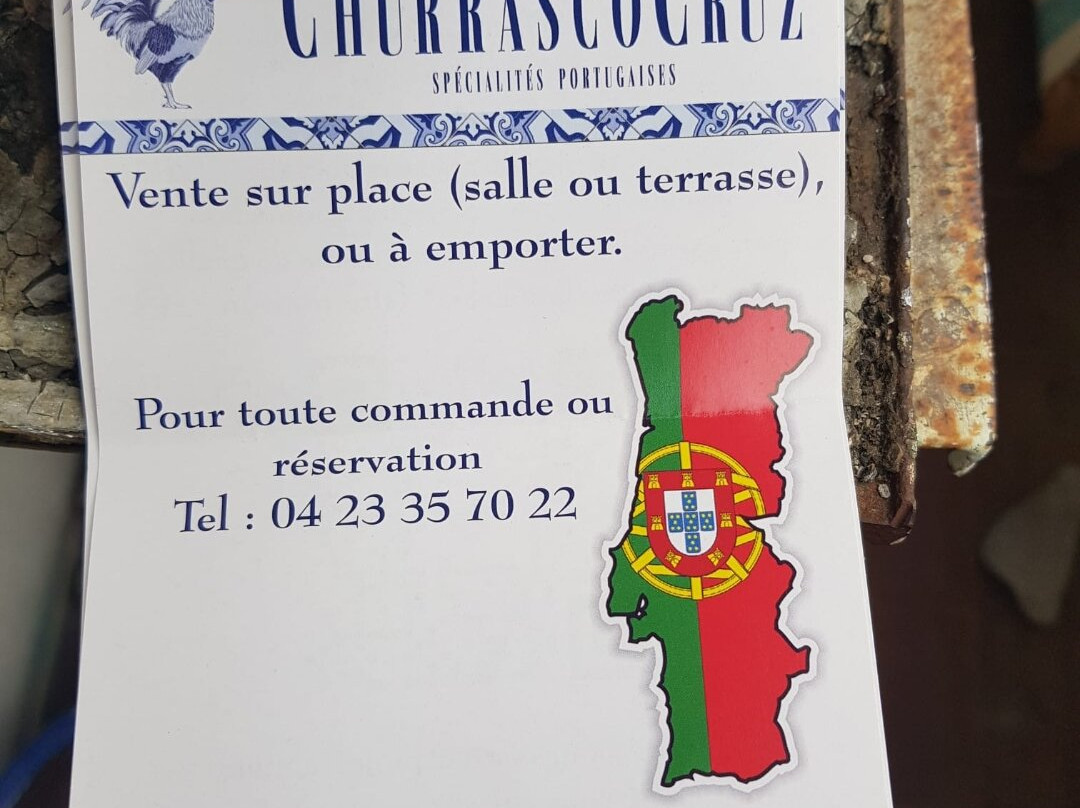 CHURRASCOCRUZ
SPÉCIALITÉS PORTUGAISES
Vente sur place (salle ou terrasse),
ou à emporter.
Pour toute commande ou
réservation
Tel : 04 23 35 70 22